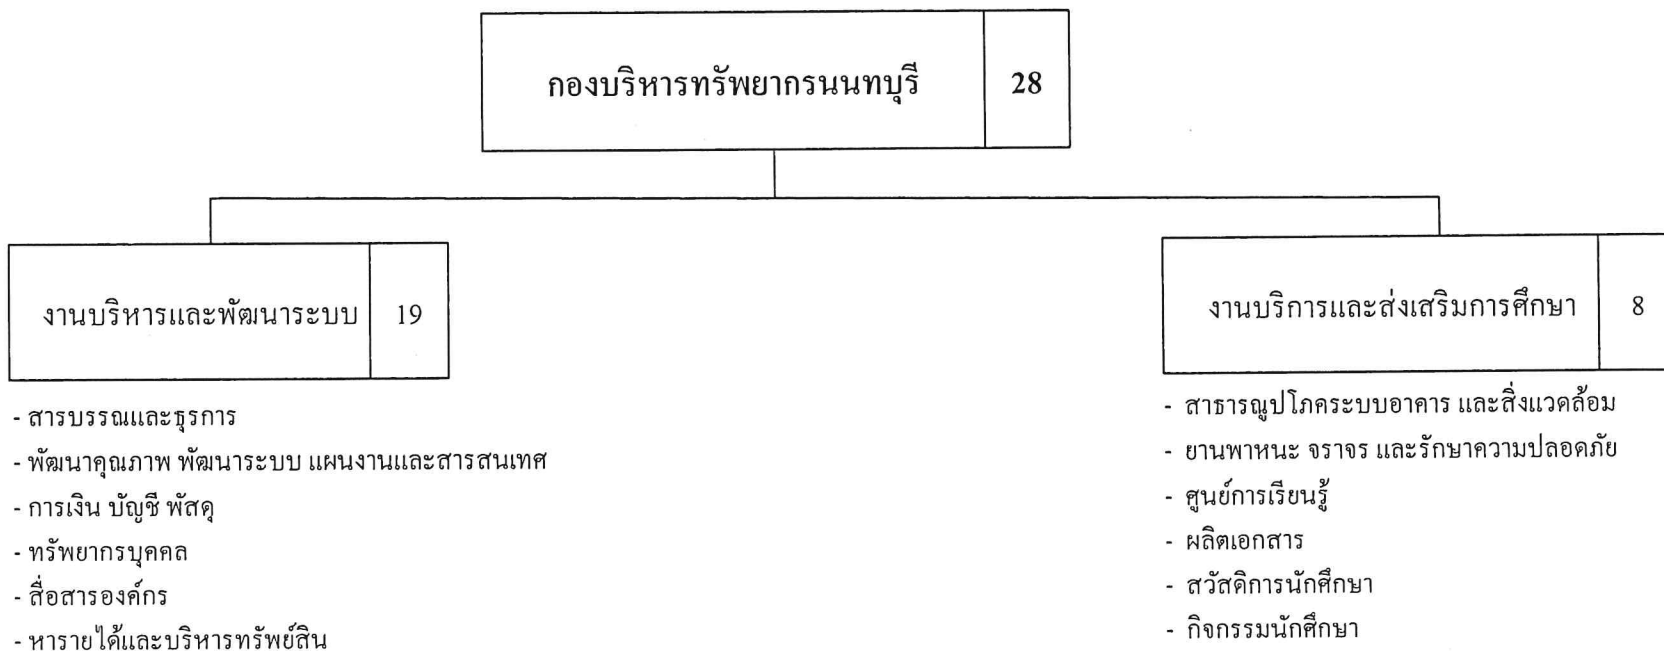 กองบริหารทรัพยากรนนทบุรี 28
งานบริหารและพัฒนาระบบ 19
- สารบรรณและธุรการ
- พัฒนาคุณภาพ พัฒนาระบบ แผนงานและสารสนเทศ
- การเงิน บัญชี พัสดุ
- ทรัพยากรบุคคล
- สื่อสารองค์กร
- หารายได้และบริหารทรัพย์สิน
งานบริการและส่งเสริมการศึกษา 8
- สาธารณูปโภคระบบอาคาร และสิ่งแวดล้อม
- ยานพาหนะ จราจร และรักษาความปลอดภัย
- ศูนย์การเรียนรู้
- ผลิตเอกสาร
- สวัสดิการนักศึกษา
- กิจกรรมนักศึกษา